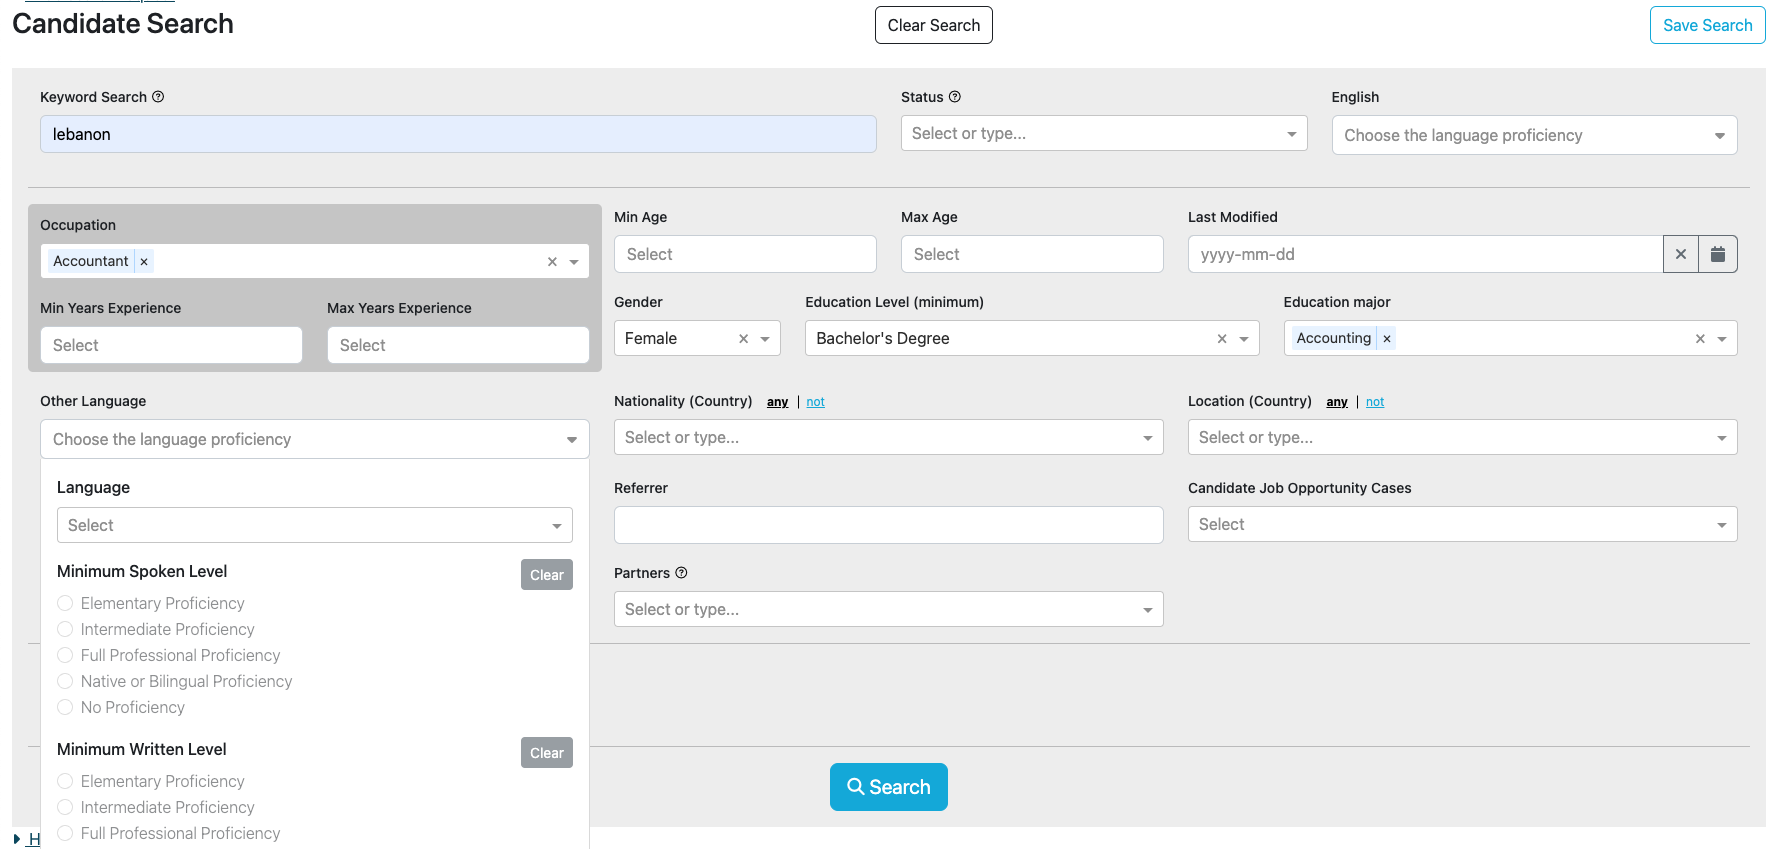 Candidate Search
Clear Search
Save Search
Keyword Search
Status
English
lebanon
Select or type...
Choose the language proficiency
Occupation
Accountant ×
Min Age
Max Age
Last Modified
Select
Select
yyyy-mm-dd
Min Years Experience
Max Years Experience
Select
Select
Gender
Education Level (minimum)
Education major
Female
Bachelor's Degree
Accounting ×
Other Language
Nationality (Country) any | not
Location (Country) any | not
Choose the language proficiency
Select or type...
Select or type...
Language
Select
Referrer
Candidate Job Opportunity Cases
Select
Minimum Spoken Level
Clear
Elementary Proficiency
Intermediate Proficiency
Full Professional Proficiency
Native or Bilingual Proficiency
No Proficiency
Partners
Select or type...
Minimum Written Level
Clear
Elementary Proficiency
Intermediate Proficiency
Full Professional Proficiency
Search
H